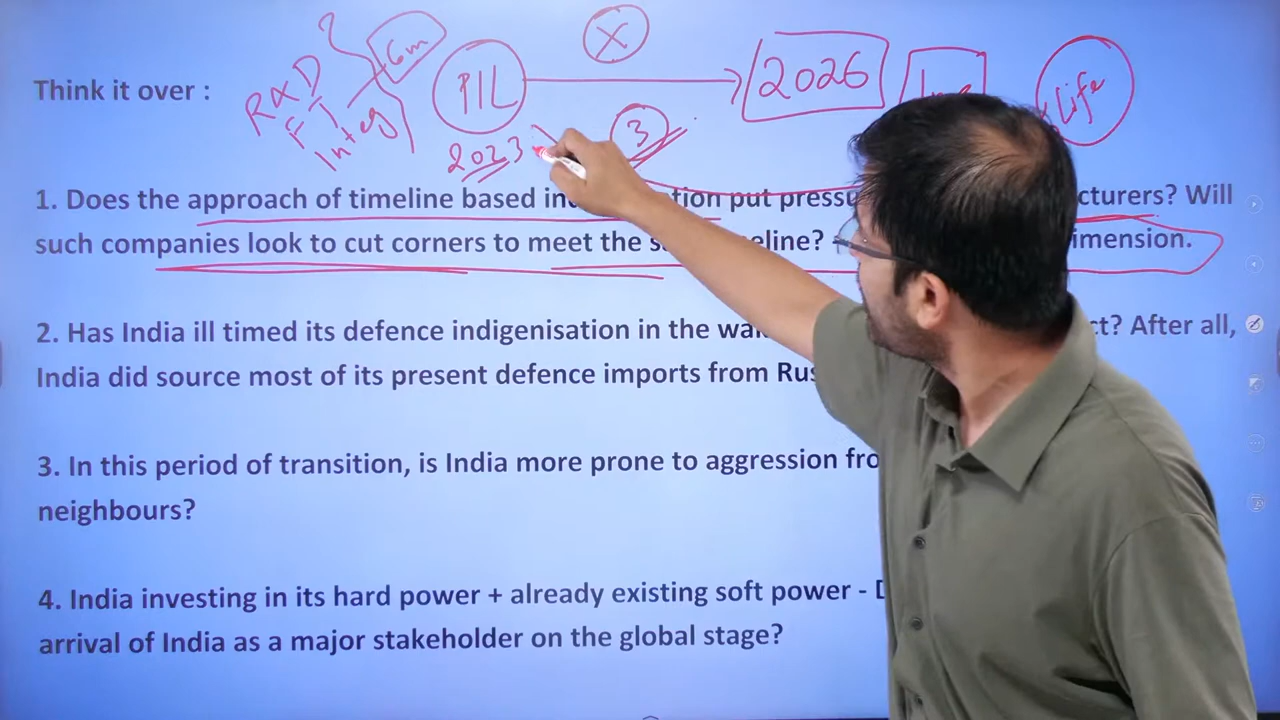 R&D
FT
Integ
6m
PIL
2023
X
3
2026
Life
Think it over :
1. Does the approach of timeline based in tion put pressu cturers? Will
such companies look to cut corners to meet the eline? imension.
2. Has India ill timed its defence indigenisation in the wa ct? After all,
India did source most of its present defence imports from Rus
3. In this period of transition, is India more prone to aggression fro
neighbours?
4. India investing in its hard power + already existing soft power -
arrival of India as a major stakeholder on the global stage?